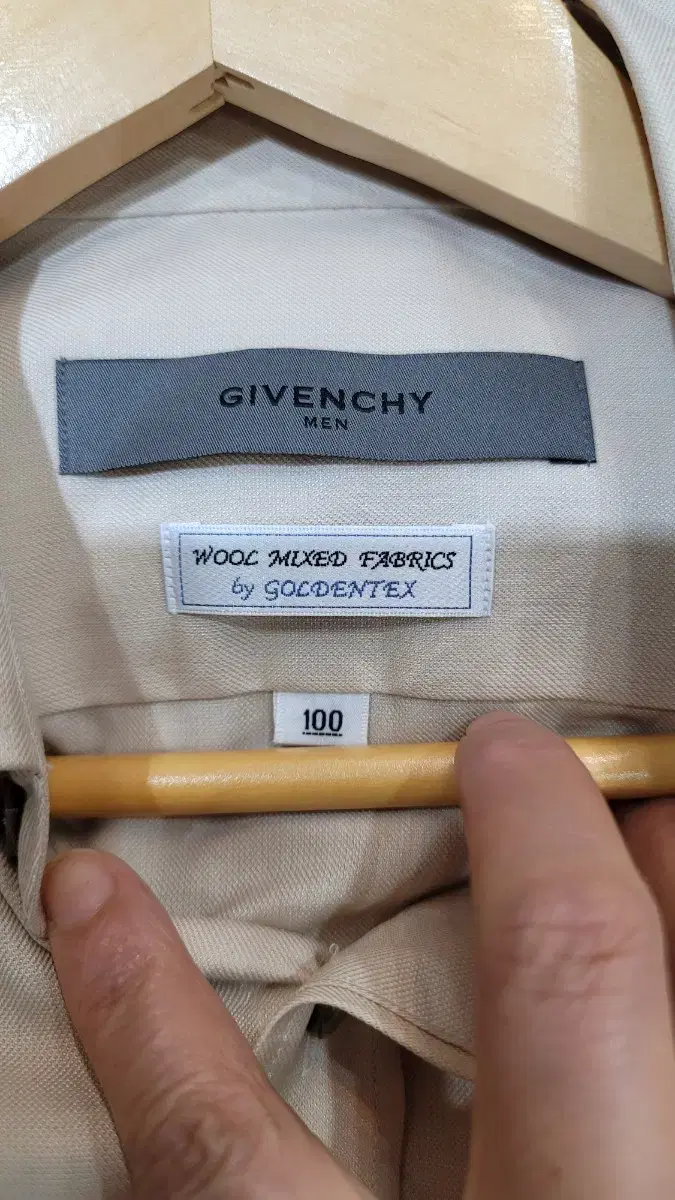 GIVENCHY
MEN
WOOL MIXED FABRICS
by GOLDENTEX
100